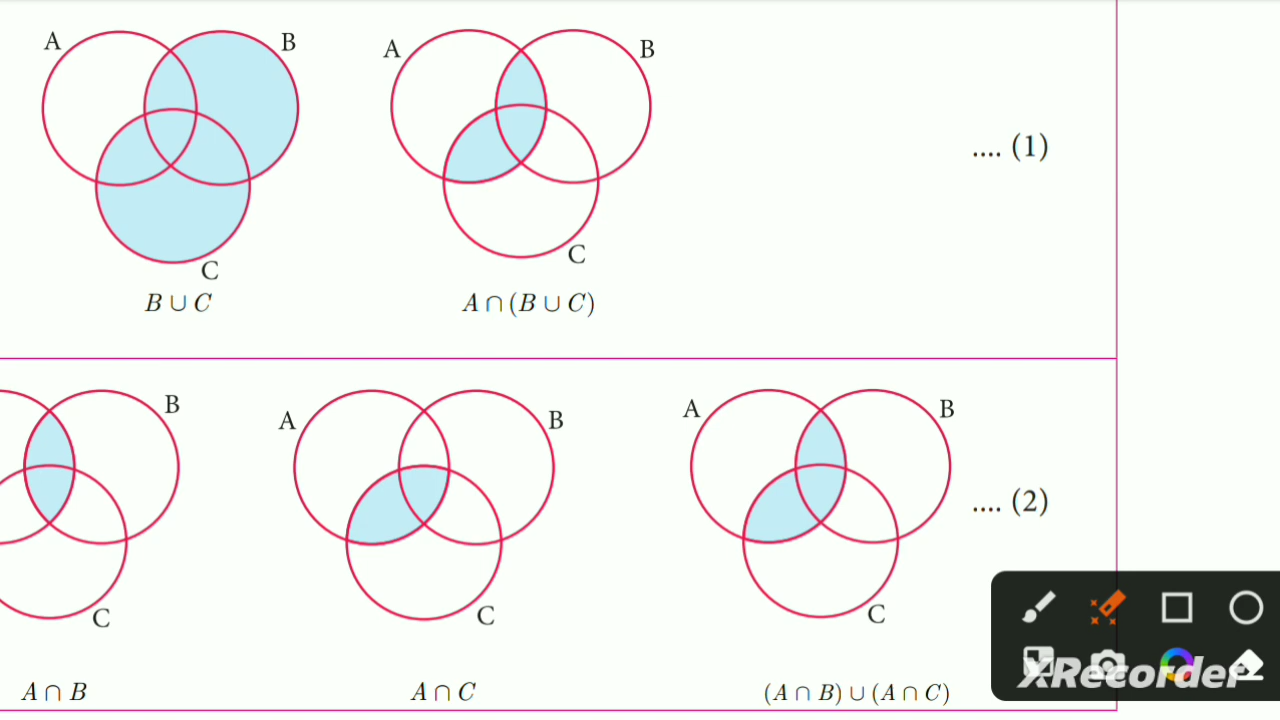 A B A B
.... (1)
C C
B ∪ C A ∩ (B ∪ C)
B A B A B
.... (2)
C C C
A ∩ B A ∩ C (A ∩ B) ∪ (A ∩ C)
XRecorder